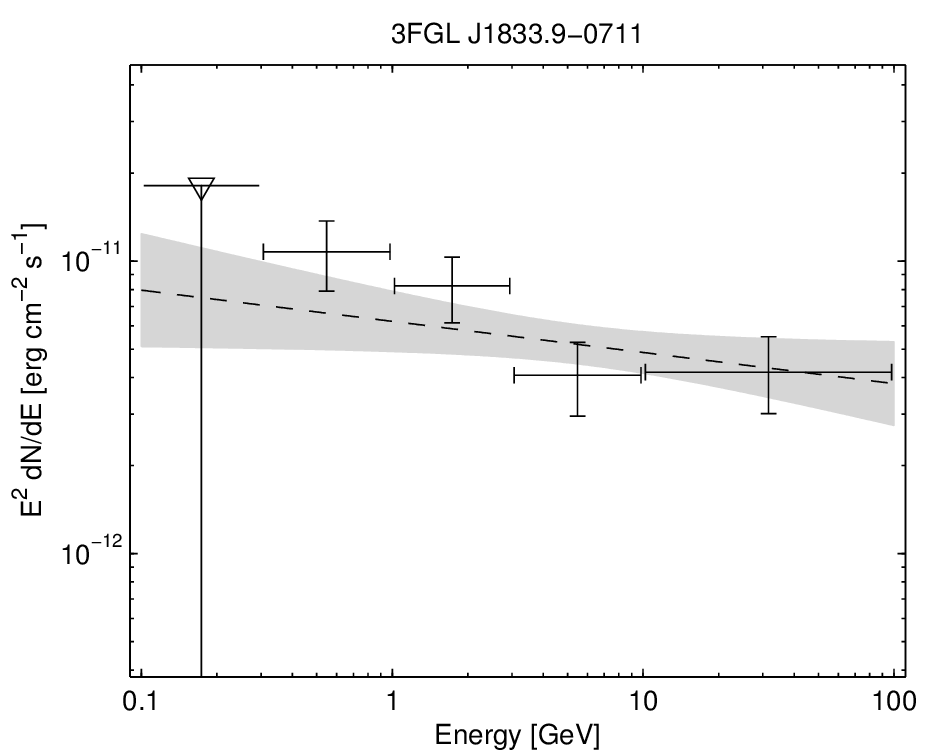 3FGL J1833.9−0711
E² dN/dE [erg cm⁻² s⁻¹]
10⁻¹¹
10⁻¹²
0.1 1 10 100
Energy [GeV]